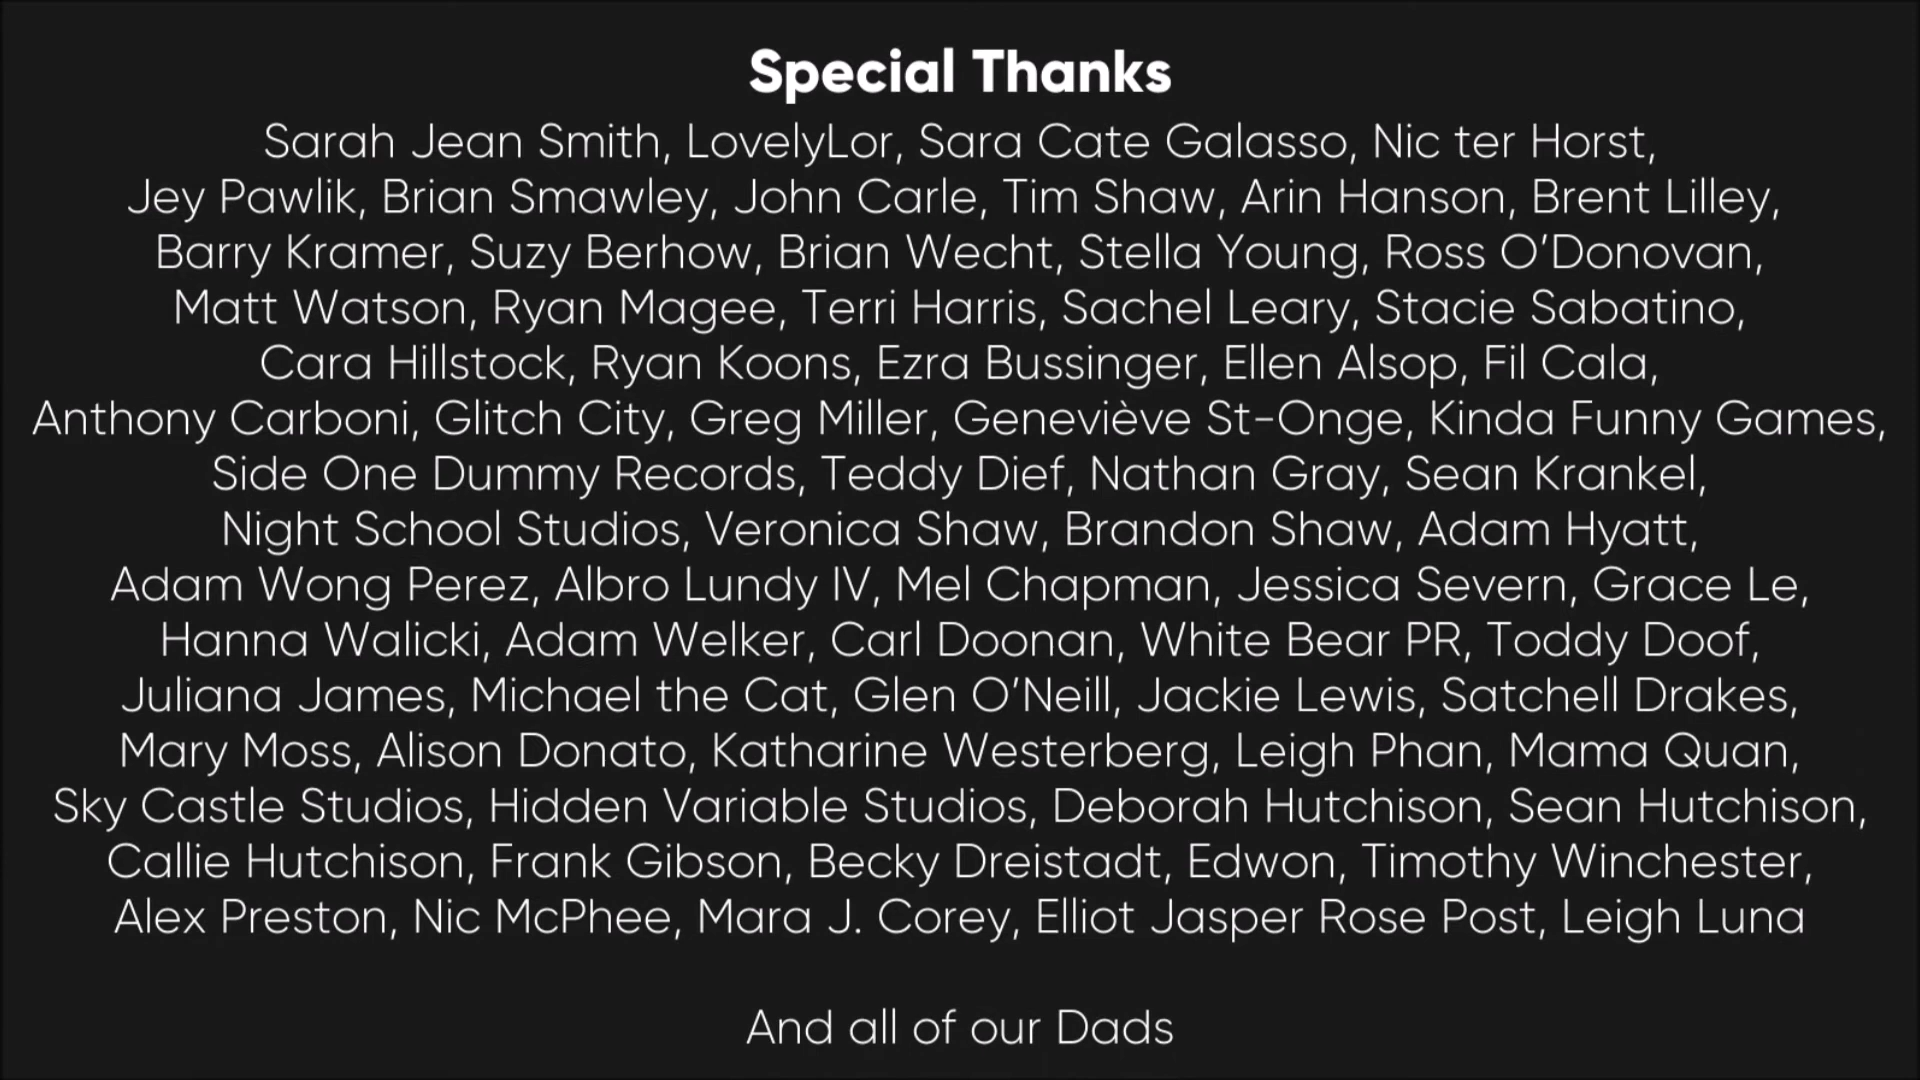 Special Thanks
Sarah Jean Smith, LovelyLor, Sara Cate Galasso, Nic ter Horst,
Jey Pawlik, Brian Smawley, John Carle, Tim Shaw, Arin Hanson, Brent Lilley,
Barry Kramer, Suzy Berhow, Brian Wecht, Stella Young, Ross O’Donovan,
Matt Watson, Ryan Magee, Terri Harris, Sachel Leary, Stacie Sabatino,
Cara Hillstock, Ryan Koons, Ezra Bussinger, Ellen Alsop, Fil Cala,
Anthony Carboni, Glitch City, Greg Miller, Geneviève St-Onge, Kinda Funny Games,
Side One Dummy Records, Teddy Dief, Nathan Gray, Sean Krankel,
Night School Studios, Veronica Shaw, Brandon Shaw, Adam Hyatt,
Adam Wong Perez, Albro Lundy IV, Mel Chapman, Jessica Severn, Grace Le,
Hanna Walicki, Adam Welker, Carl Doonan, White Bear PR, Toddy Doof,
Juliana James, Michael the Cat, Glen O’Neill, Jackie Lewis, Satchell Drakes,
Mary Moss, Alison Donato, Katharine Westerberg, Leigh Phan, Mama Quan,
Sky Castle Studios, Hidden Variable Studios, Deborah Hutchison, Sean Hutchison,
Callie Hutchison, Frank Gibson, Becky Dreistadt, Edwon, Timothy Winchester,
Alex Preston, Nic McPhee, Mara J. Corey, Elliot Jasper Rose Post, Leigh Luna
And all of our Dads